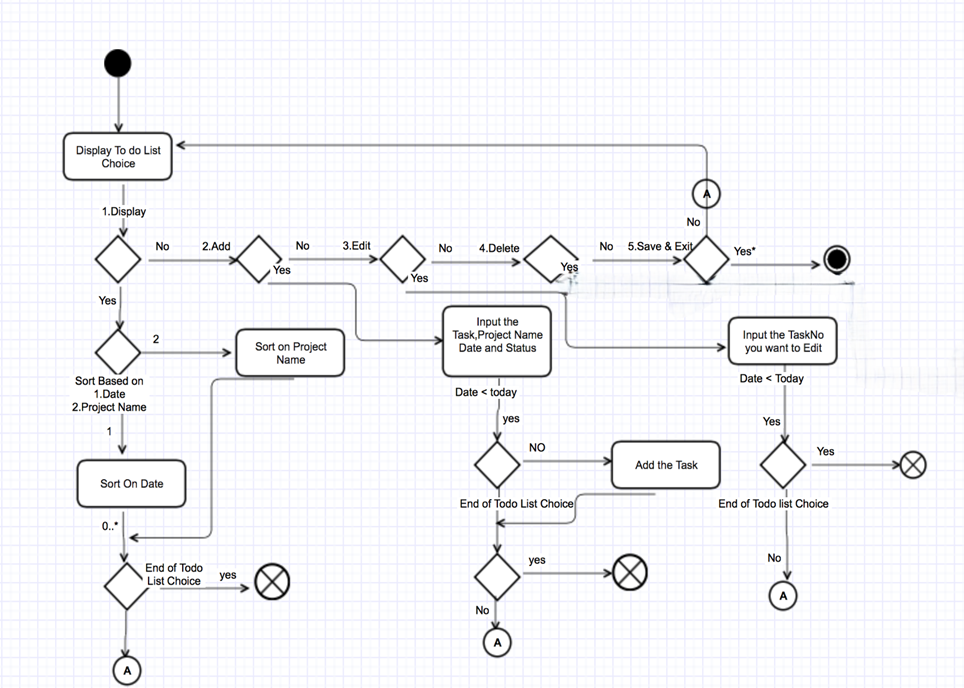 Display To do List
Choice
A
1.Display
No
No
2.Add
No
3.Edit
No
4.Delete
No
5.Save & Exit
Yes*
Yes
Yes
Yes
Yes
2
Sort on Project
Name
Input the
Task,Project Name
Date and Status
Input the TaskNo
you want to Edit
Sort Based on
1.Date
2.Project Name
Date < today
Date < Today
1
yes
Yes
NO
Add the Task
Yes
Sort On Date
End of Todo List Choice
End of Todo list Choice
0..*
End of Todo
List Choice
yes
yes
No
A
No
A
A